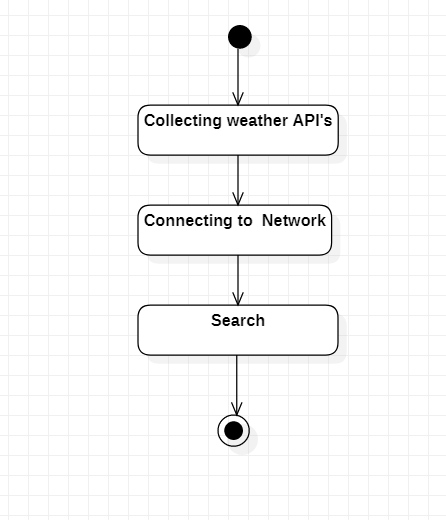 Collecting weather API's
Connecting to  Network
Search